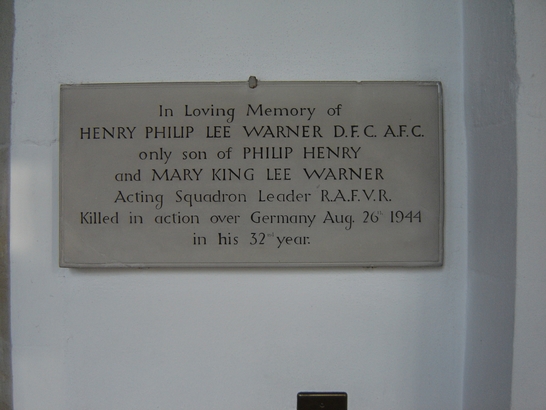 In Loving Memory of
HENRY PHILIP LEE WARNER D.F.C. A.F.C.
only son of PHILIP HENRY
and MARY KING LEE WARNER
Acting Squadron Leader R.A.F.V.R.
Killed in action over Germany Aug. 26th 1944
in his 32nd year.